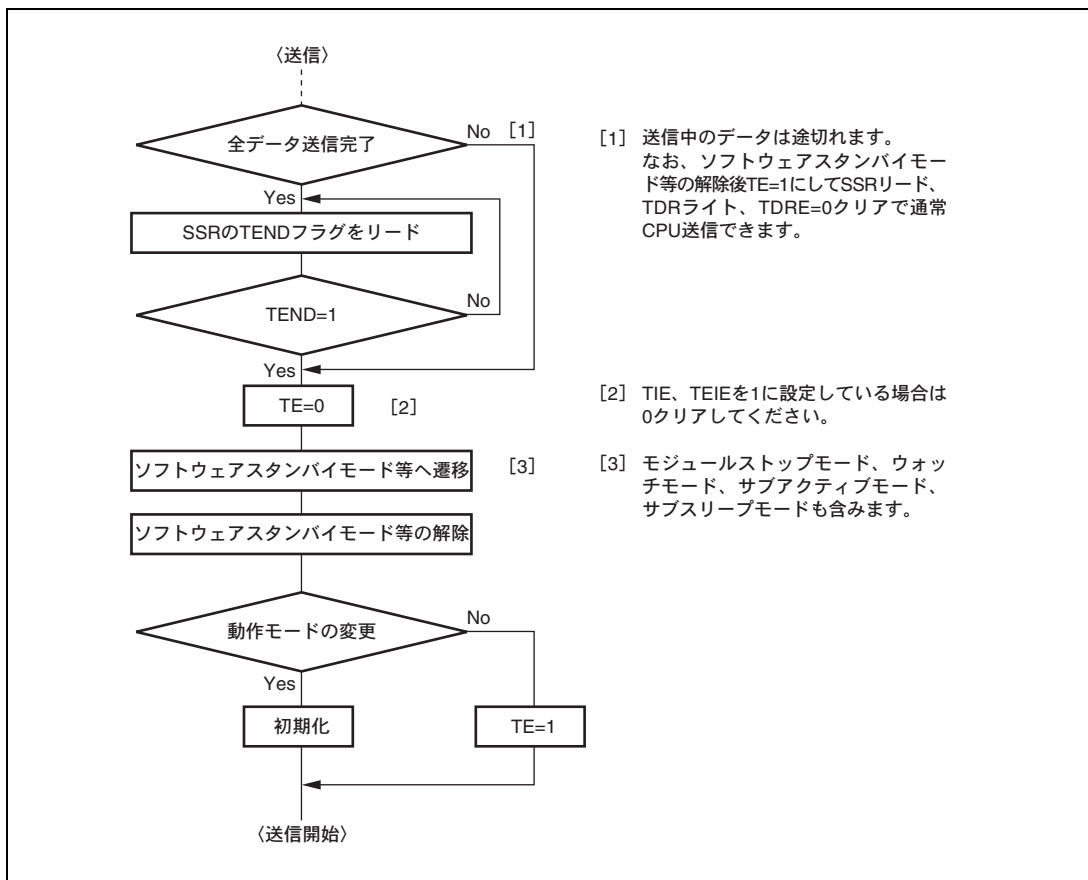 〈送信〉
全データ送信完了
No ［1］
Yes
SSRのTENDフラグをリード
TEND=1
No
Yes
TE=0 ［2］
ソフトウェアスタンバイモード等へ遷移 ［3］
ソフトウェアスタンバイモード等の解除
動作モードの変更
No
Yes
初期化
TE=1
〈送信開始〉
［1］ 送信中のデータは途切れます。
なお、ソフトウェアスタンバイモー
ド等の解除後TE=1にしてSSRリード、
TDRライト、TDRE=0クリアで通常
CPU送信できます。
［2］ TIE、TEIEを1に設定している場合は
0クリアしてください。
［3］ モジュールストップモード、ウォッ
チモード、サブアクティブモード、
サブスリープモードも含みます。